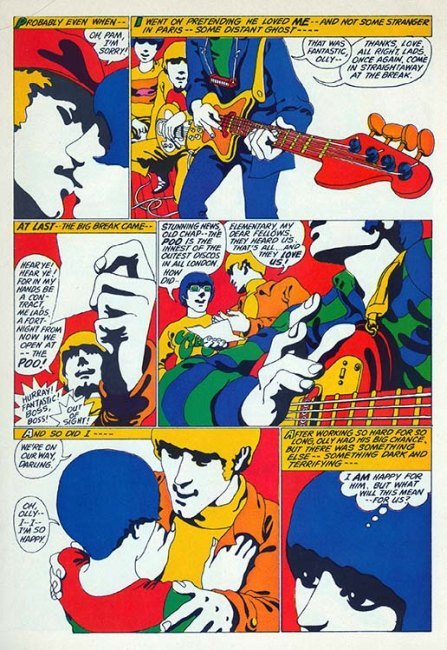 PROBABLY EVEN WHEN--
OH, PAM,
I'M
SORRY!
I WENT ON PRETENDING HE LOVED ME--AND NOT SOME STRANGER
IN PARIS--SOME DISTANT GHOST----
THAT WAS
FANTASTIC,
OLLY--
THANKS, LOVE,
ALL RIGHT, LADS,
ONCE AGAIN, COME
IN STRAIGHTAWAY
AT THE BREAK.
AT LAST--THE BIG BREAK CAME--
HEAR YE!
HEAR YE!
FOR IN MY
HANDS BE
A CON-
TRACT,
ME LADS,
A FORT-
NIGHT FROM
NOW WE
OPEN AT
-- THE
POO!
HURRAY!
FANTASTIC!
BOSS,
BOSS!
OUT
OF
SIGHT!
STUNNING NEWS,
OLD CHAP--THE
POO IS THE
INNEST OF THE
OUTEST DISCOS
IN ALL LONDON.
HOW
DID--
ELEMENTARY, MY
DEAR FELLOWS,
THEY HEARD US.
THAT'S ALL...AND
THEY LOVE
US!
AND SO DID I ----
WE'RE ON
OUR WAY,
DARLING.
OH,
OLLY--
I--I--
I'M SO
HAPPY.
AFTER WORKING SO HARD FOR SO
LONG, OLLY HAD HIS BIG CHANCE,
BUT THERE WAS SOMETHING
ELSE -- SOMETHING DARK AND
TERRIFYING ---
I AM HAPPY FOR
HIM. BUT WHAT
WILL THIS MEAN
--FOR US?